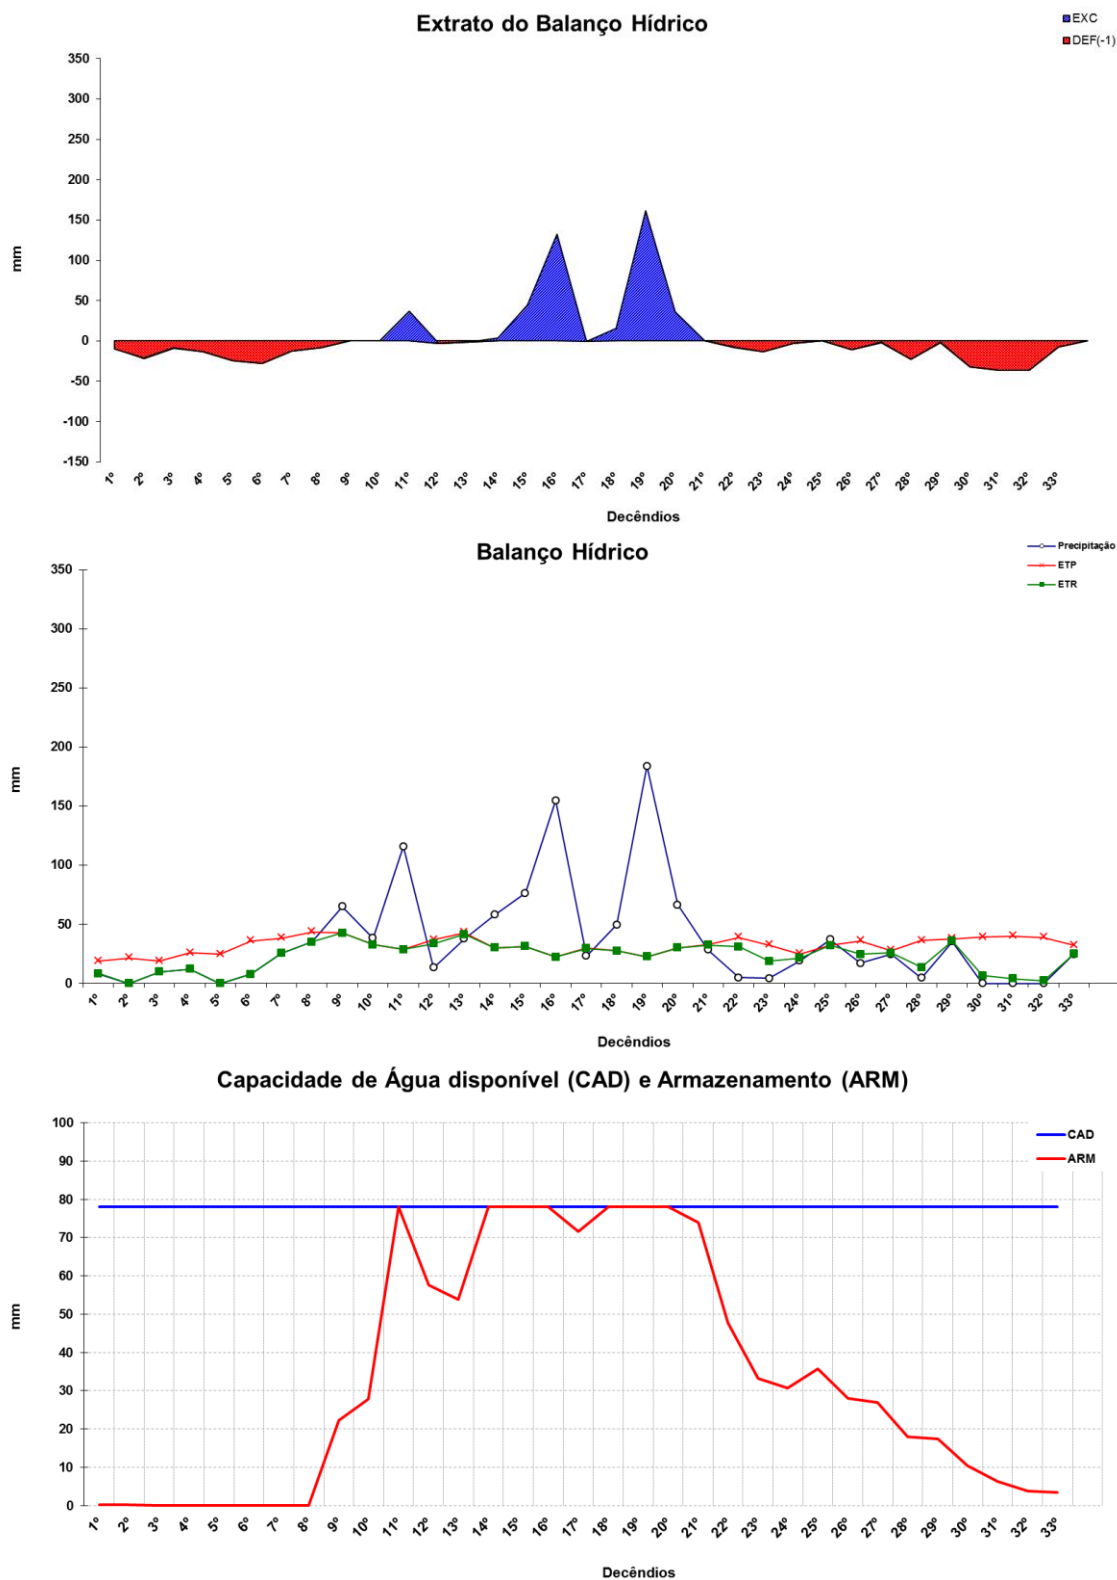 Extrato do Balanço Hídrico
EXC
DEF(-1)
350
300
250
200
150
100
50
0
-50
-100
-150
mm
1º 2º 3º 4º 5º 6º 7º 8º 9º 10º 11º 12º 13º 14º 15º 16º 17º 18º 19º 20º 21º 22º 23º 24º 25º 26º 27º 28º 29º 30º 31º 32º 33º
Decêndios
Balanço Hídrico
Precipitação
ETP
ETR
350
300
250
200
150
100
50
0
mm
1º 2º 3º 4º 5º 6º 7º 8º 9º 10º 11º 12º 13º 14º 15º 16º 17º 18º 19º 20º 21º 22º 23º 24º 25º 26º 27º 28º 29º 30º 31º 32º 33º
Decêndios
Capacidade de Água disponível (CAD) e Armazenamento (ARM)
CAD
ARM
100
90
80
70
60
50
40
30
20
10
0
mm
1º 2º 3º 4º 5º 6º 7º 8º 9º 10º 11º 12º 13º 14º 15º 16º 17º 18º 19º 20º 21º 22º 23º 24º 25º 26º 27º 28º 29º 30º 31º 32º 33º
Decêndios